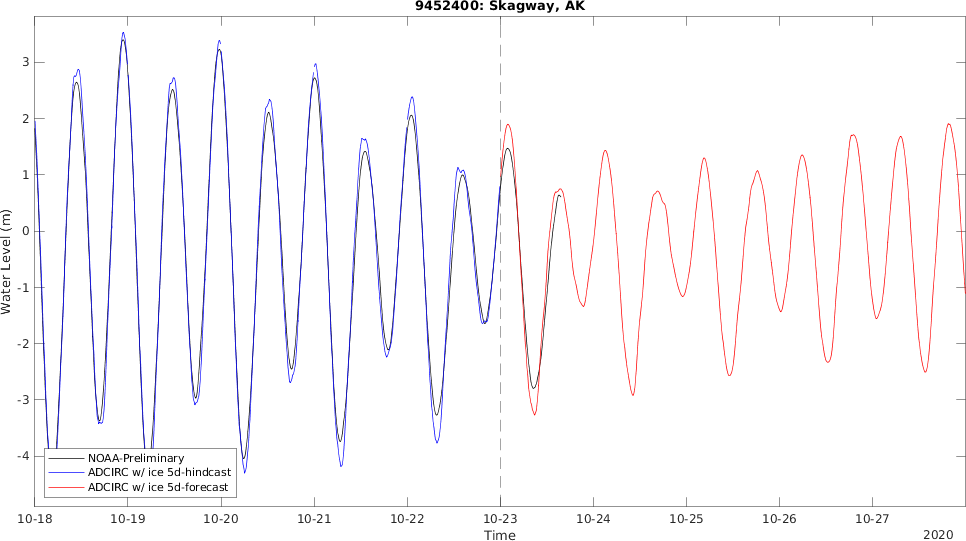 9452400: Skagway, AK
Water Level (m)
3
2
1
0
-1
-2
-3
-4
NOAA-Preliminary
ADCIRC w/ ice 5d-hindcast
ADCIRC w/ ice 5d-forecast
10-18 10-19 10-20 10-21 10-22 10-23 10-24 10-25 10-26 10-27
Time
2020